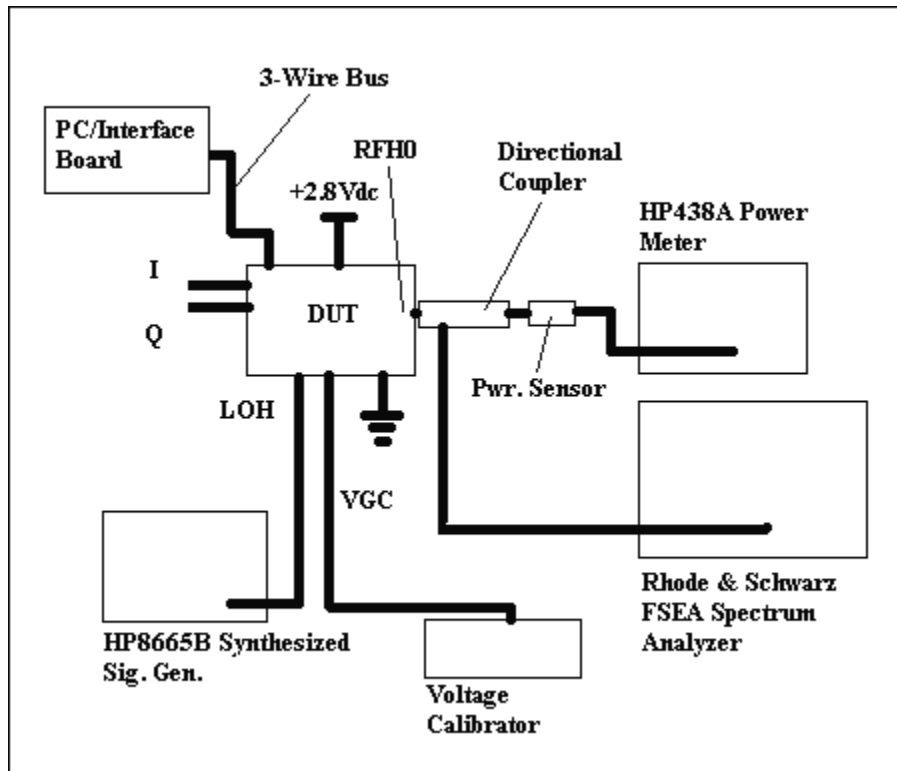 3-Wire Bus
PC/Interface
Board
RFH0
Directional
Coupler
+2.8Vdc
HP438A Power
Meter
I
Q
DUT
Pwr. Sensor
LOH
VGC
HP8665B Synthesized
Sig. Gen.
Voltage
Calibrator
Rhode & Schwarz
FSEA Spectrum
Analyzer